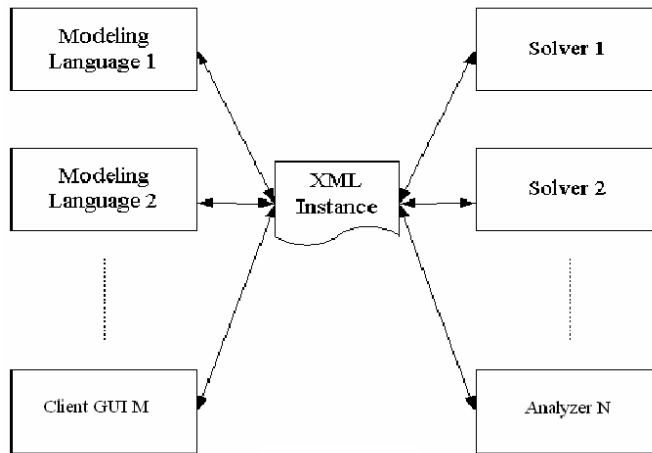 Modeling
Language 1
Solver 1
Modeling
Language 2
XML
Instance
Solver 2
Client GUI M
Analyzer N